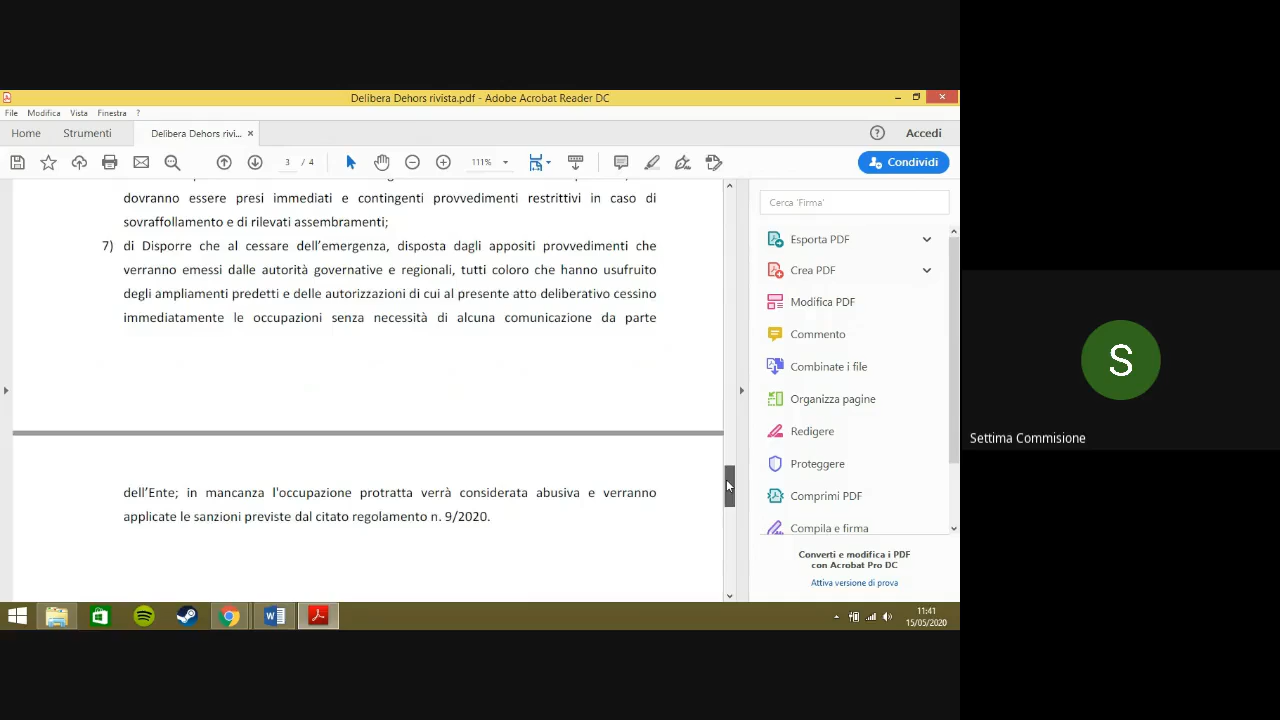 Delibera Dehors rivista.pdf - Adobe Acrobat Reader DC
File Modifica Vista Finestra ?
Home Strumenti Delibera Dehors rivi... × Accedi
3 / 4 111% Condividi
dovranno essere presi immediati e contingenti provvedimenti restrittivi in caso di
sovraffollamento e di rilevati assembramenti;
7) di Disporre che al cessare dell'emergenza, disposta dagli appositi provvedimenti che
verranno emessi dalle autorità governative e regionali, tutti coloro che hanno usufruito
degli ampliamenti predetti e delle autorizzazioni di cui al presente atto deliberativo cessino
immediatamente le occupazioni senza necessità di alcuna comunicazione da parte
dell'Ente; in mancanza l'occupazione protratta verrà considerata abusiva e verranno
applicate le sanzioni previste dal citato regolamento n. 9/2020.
Cerca 'Firma'
Esporta PDF
Crea PDF
Modifica PDF
Commento
Combinate i file
Organizza pagine
Redigere
Proteggere
Comprimi PDF
Compila e firma
Converti e modifica i PDF
con Acrobat Pro DC
Attiva versione di prova
11:41
15/05/2020
S
Settima Commisione